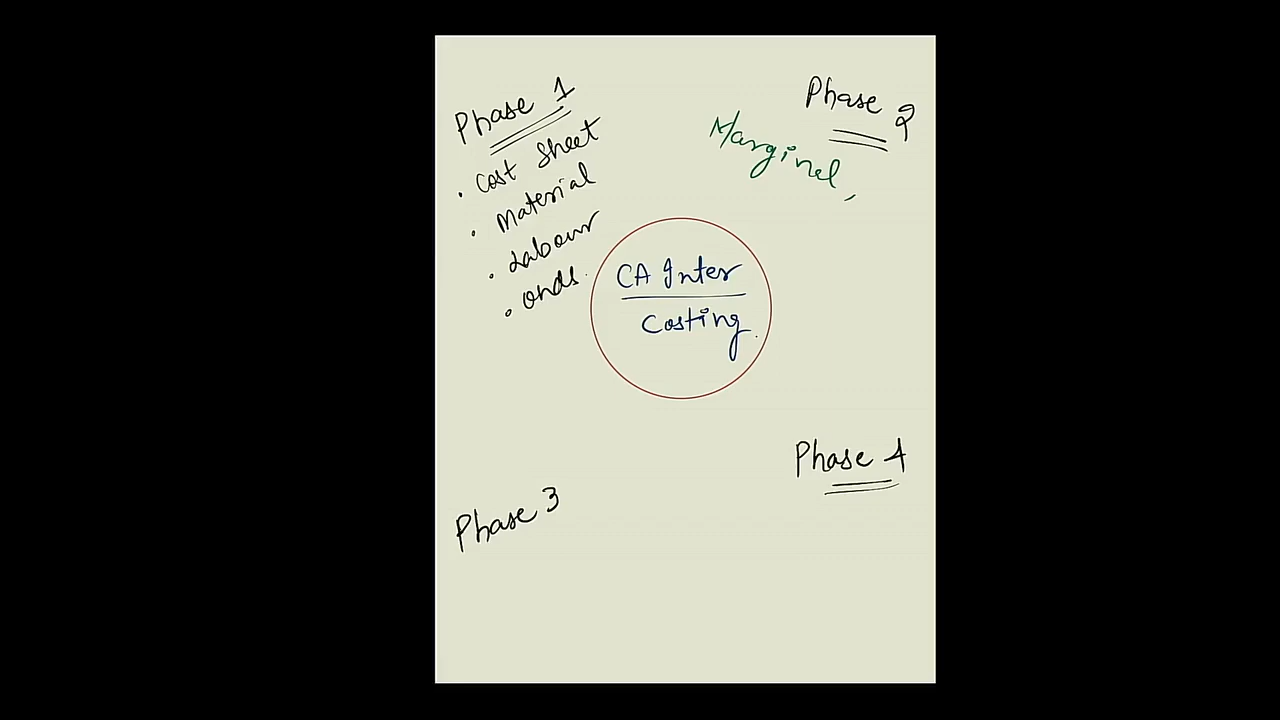 Phase 1
• Cost Sheet
• Material
• Labour
• OHds.
Phase 2
Marginal,
CA Inter
Costing.
Phase 3
Phase 4